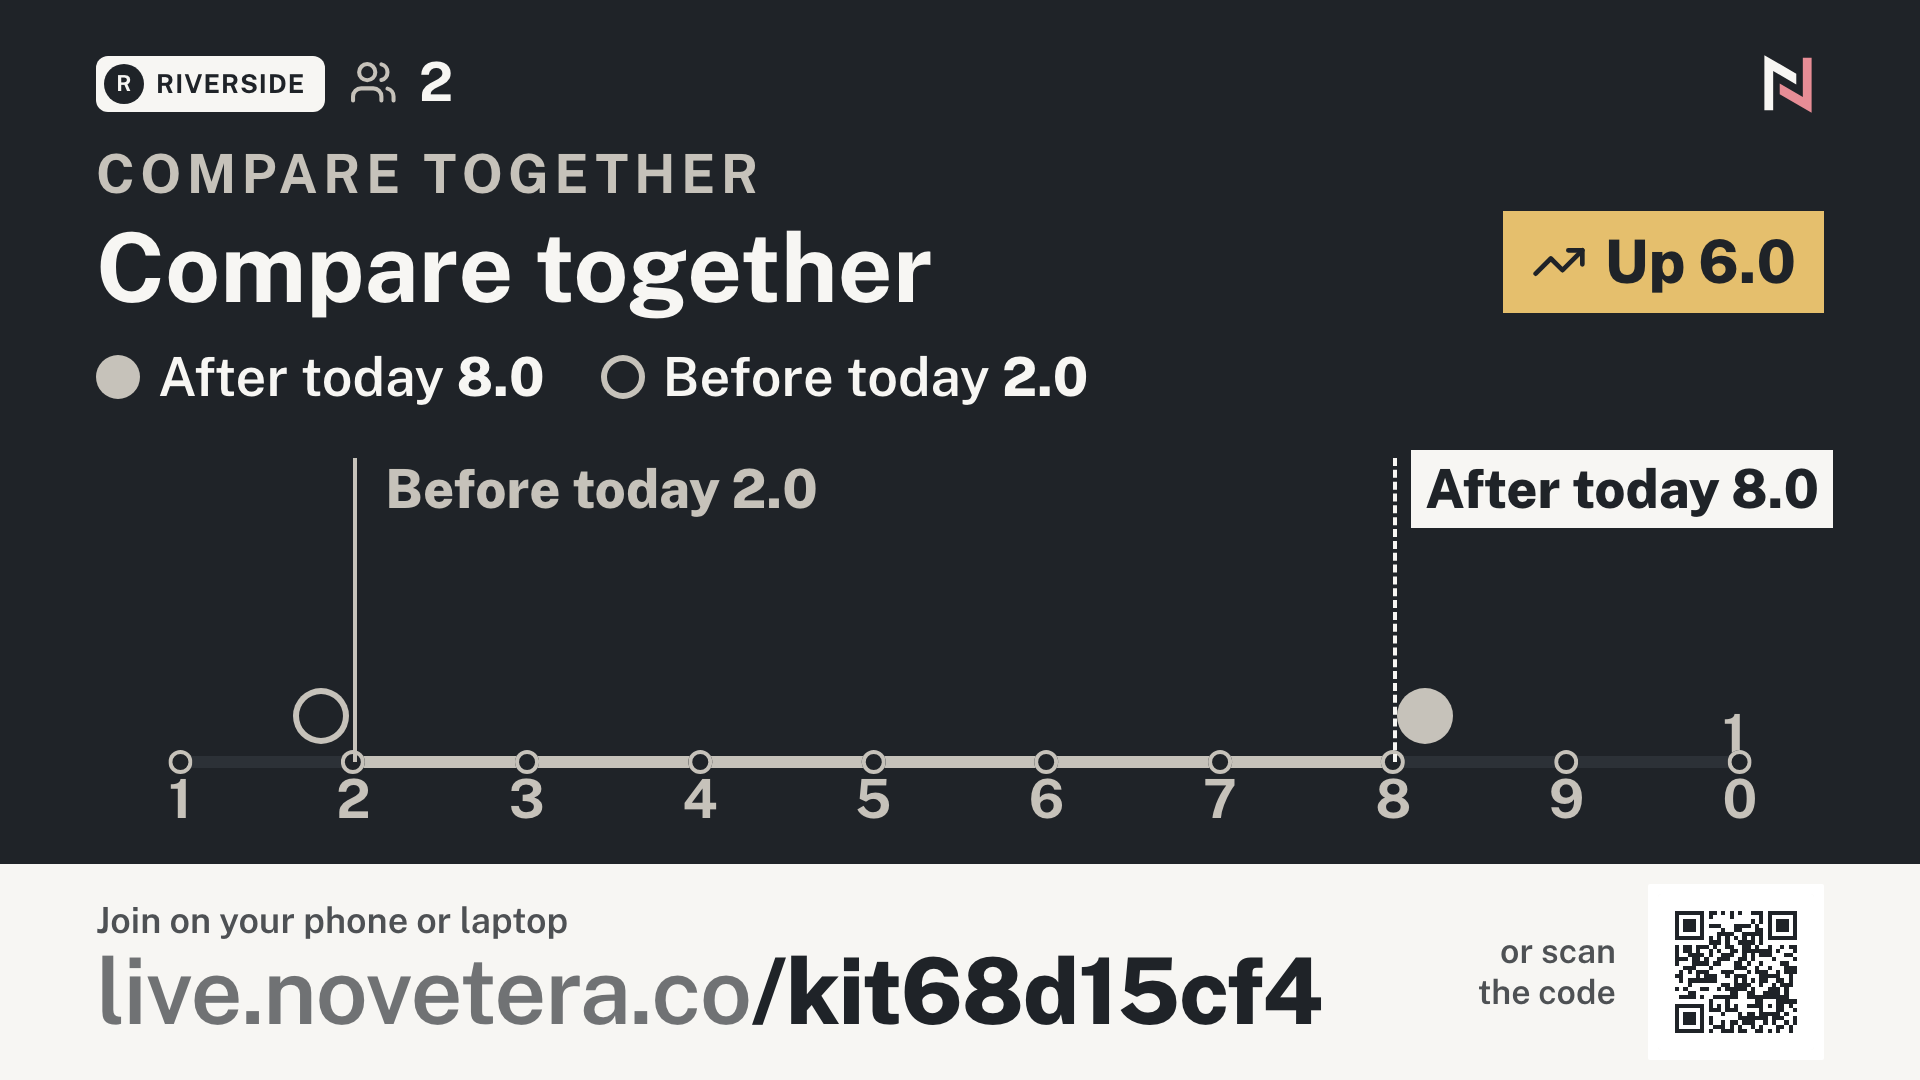 R RIVERSIDE 2
COMPARE TOGETHER
Compare together
Up 6.0
After today 8.0 Before today 2.0
Before today 2.0
After today 8.0
1 2 3 4 5 6 7 8 9 10
Join on your phone or laptop
live.novetera.co/kit68d15cf4
or scan
the code